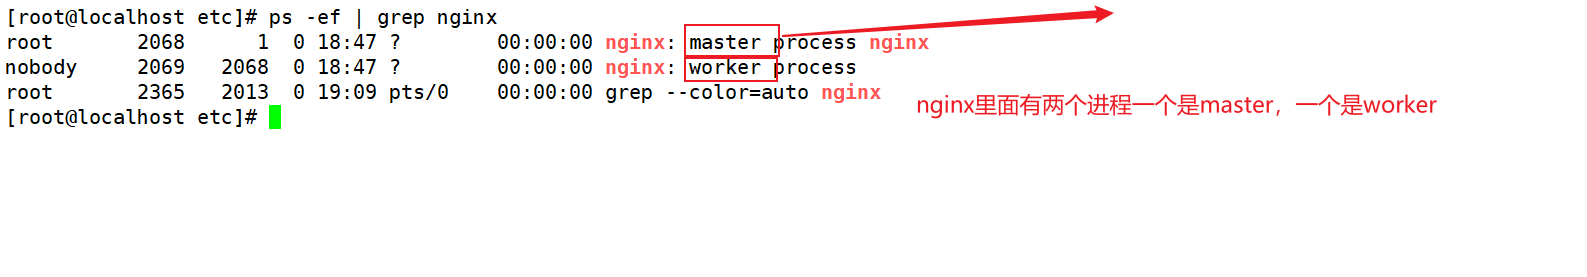 [root@localhost etc]# ps -ef | grep nginx
root       2068      1  0 18:47 ?        00:00:00 nginx: master process nginx
nobody     2069   2068  0 18:47 ?        00:00:00 nginx: worker process
root       2365   2013  0 19:09 pts/0    00:00:00 grep --color=auto nginx
nginx里面有两个进程一个是master，一个是worker
[root@localhost etc]#